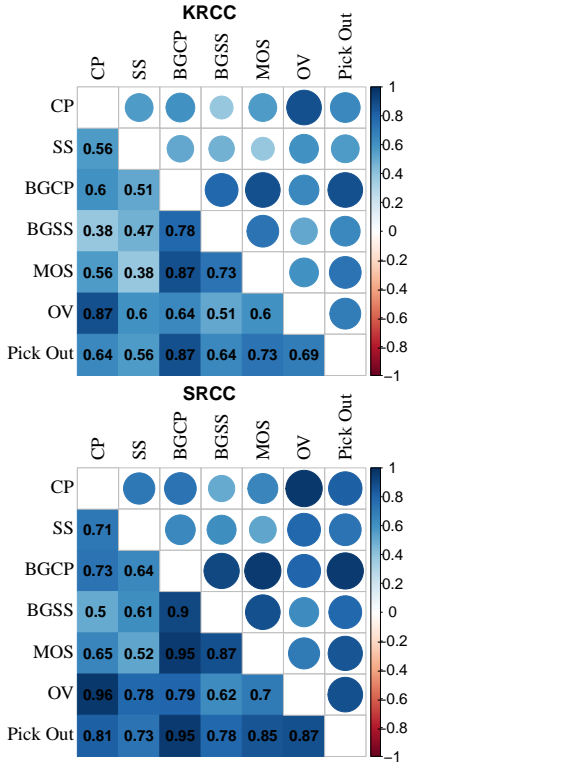 KRCC
CP SS BGCP BGSS MOS OV Pick Out
CP
SS 0.56
BGCP 0.6 0.51
BGSS 0.38 0.47 0.78
MOS 0.56 0.38 0.87 0.73
OV 0.87 0.6 0.64 0.51 0.6
Pick Out 0.64 0.56 0.87 0.64 0.73 0.69
1
0.8
0.6
0.4
0.2
0
−0.2
−0.4
−0.6
−0.8
−1
SRCC
CP SS BGCP BGSS MOS OV Pick Out
CP
SS 0.71
BGCP 0.73 0.64
BGSS 0.5 0.61 0.9
MOS 0.65 0.52 0.95 0.87
OV 0.96 0.78 0.79 0.62 0.7
Pick Out 0.81 0.73 0.95 0.78 0.85 0.87
1
0.8
0.6
0.4
0.2
0
−0.2
−0.4
−0.6
−0.8
−1